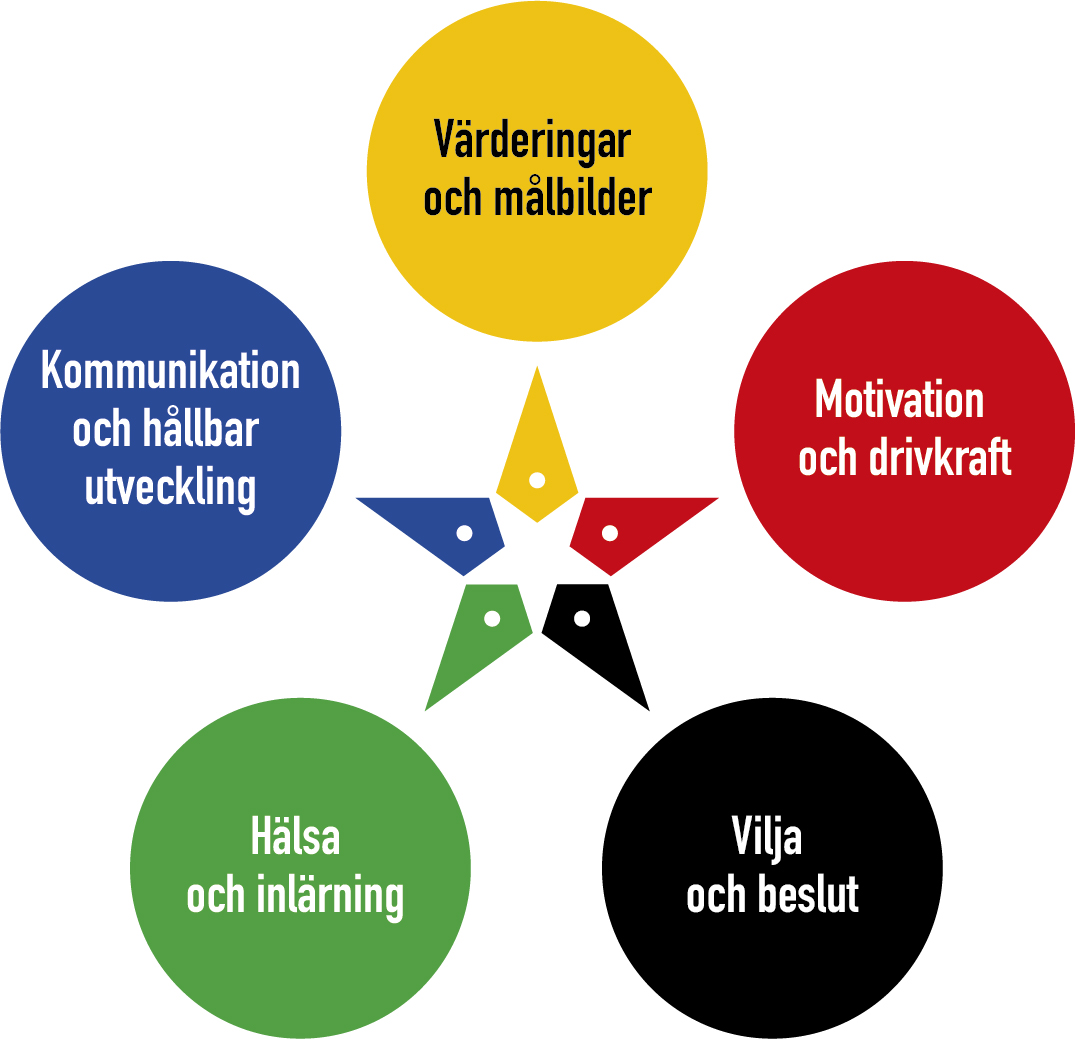 Värderingar
och målbilder
Motivation
och drivkraft
Vilja
och beslut
Hälsa
och inlärning
Kommunikation
och hållbar
utveckling